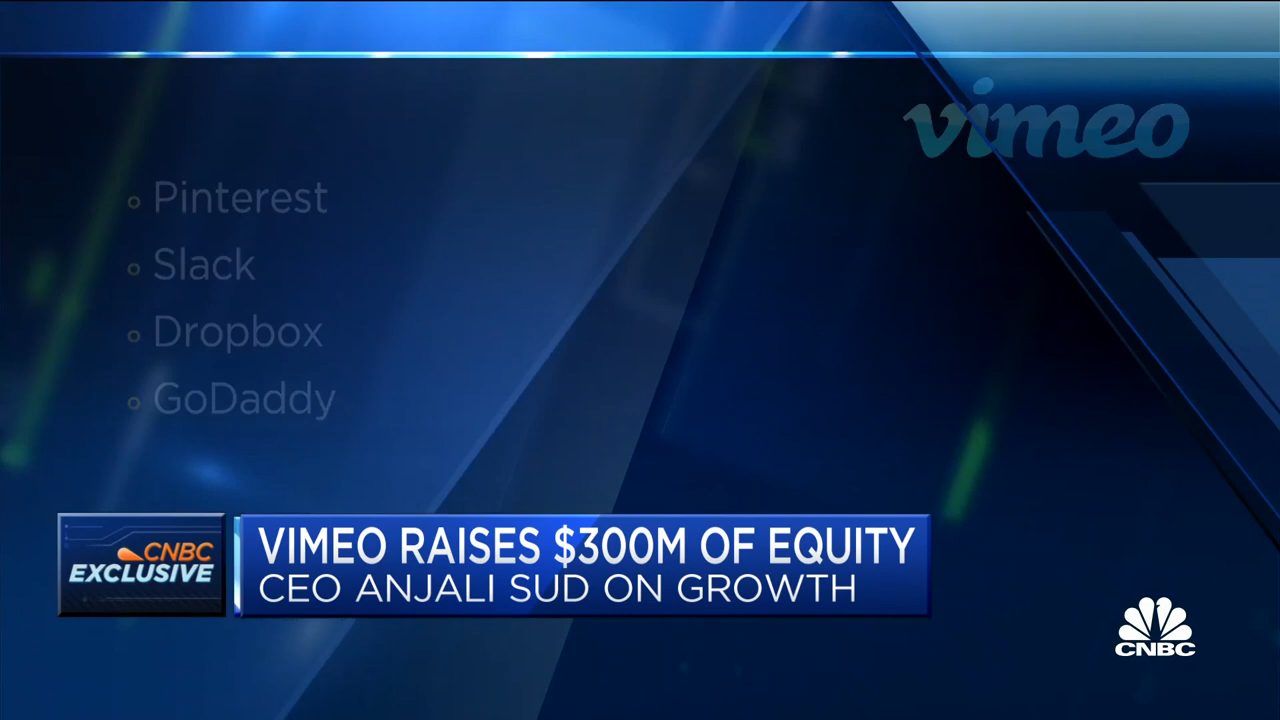 vimeo
Pinterest
Slack
Dropbox
GoDaddy
CNBC
EXCLUSIVE
VIMEO RAISES $300M OF EQUITY
CEO ANJALI SUD ON GROWTH
CNBC